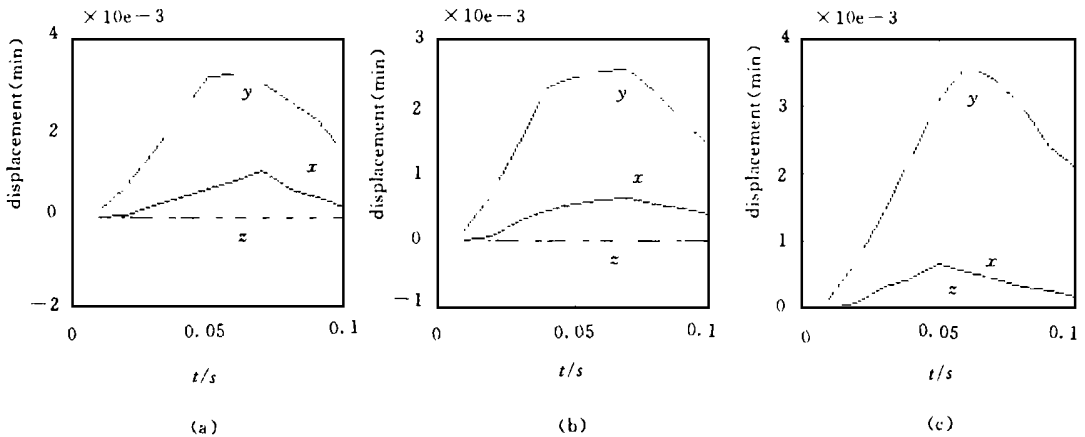 ×10e−3
4
2
0
−2
displacement(min)
y
x
z
0
0.05
0.1
t/s
(a)
×10e−3
3
2
1
0
−1
displacement(min)
y
x
z
0
0.05
0.1
t/s
(b)
×10e−3
4
3
2
1
0
displacement(min)
y
x
z
0
0.05
0.1
t/s
(c)